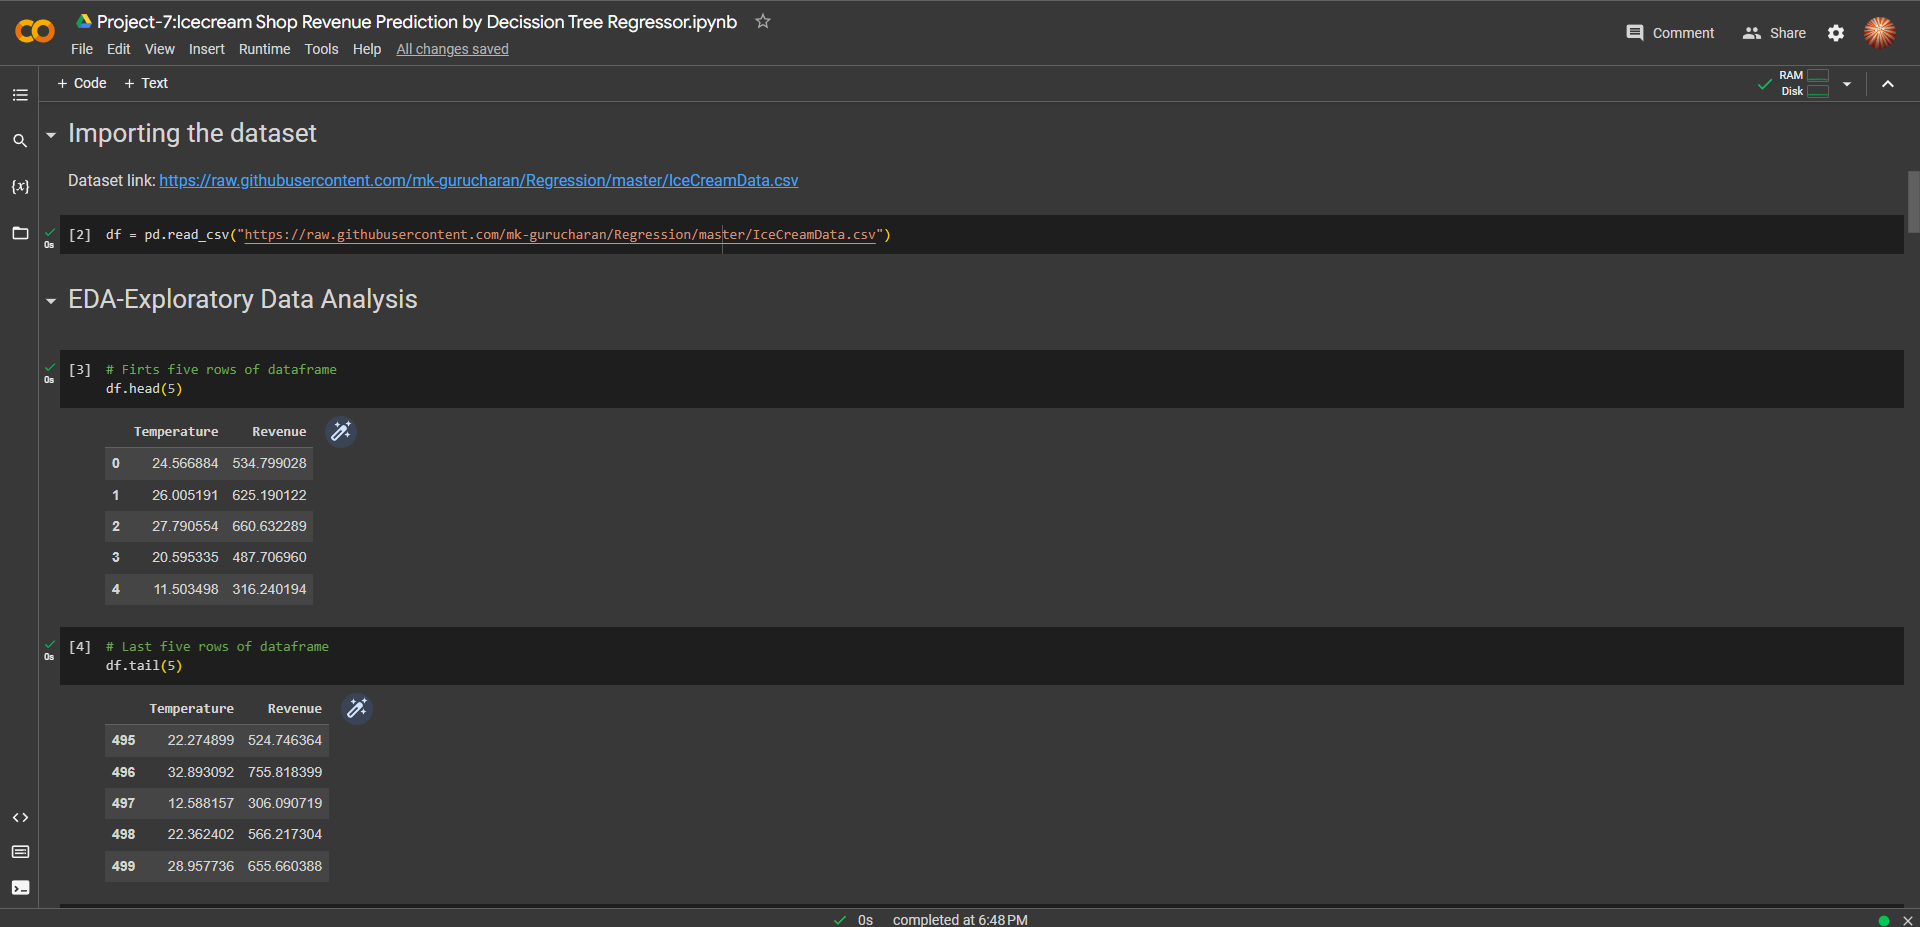 Project-7:Icecream Shop Revenue Prediction by Decission Tree Regressor.ipynb
File Edit View Insert Runtime Tools Help All changes saved
Comment Share
+ Code + Text
RAM
Disk
Importing the dataset
Dataset link: https://raw.githubusercontent.com/mk-gurucharan/Regression/master/IceCreamData.csv
{x}
0s
[2] df = pd.read_csv("https://raw.githubusercontent.com/mk-gurucharan/Regression/master/IceCreamData.csv")
EDA-Exploratory Data Analysis
0s
[3] # Firts five rows of dataframe
df.head(5)
Temperature Revenue
0 24.566884 534.799028
1 26.005191 625.190122
2 27.790554 660.632289
3 20.595335 487.706960
4 11.503498 316.240194
0s
[4] # Last five rows of dataframe
df.tail(5)
Temperature Revenue
495 22.274899 524.746364
496 32.893092 755.818399
497 12.588157 306.090719
498 22.362402 566.217304
499 28.957736 655.660388
0s completed at 6:48 PM